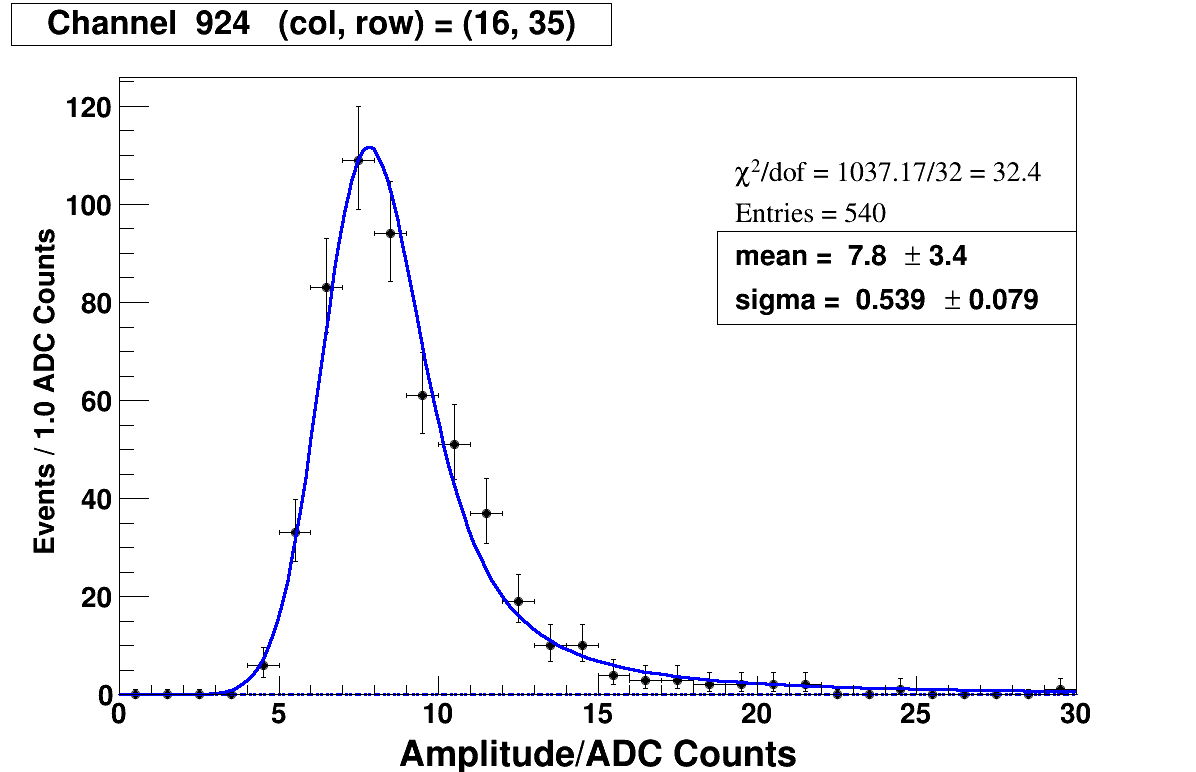 Channel 924 (col, row) = (16, 35)
120
100
80
60
40
20
0
Events / 1.0 ADC Counts
χ²/dof = 1037.17/32 = 32.4
Entries = 540
mean = 7.8 ± 3.4
sigma = 0.539 ± 0.079
0 5 10 15 20 25 30
Amplitude/ADC Counts